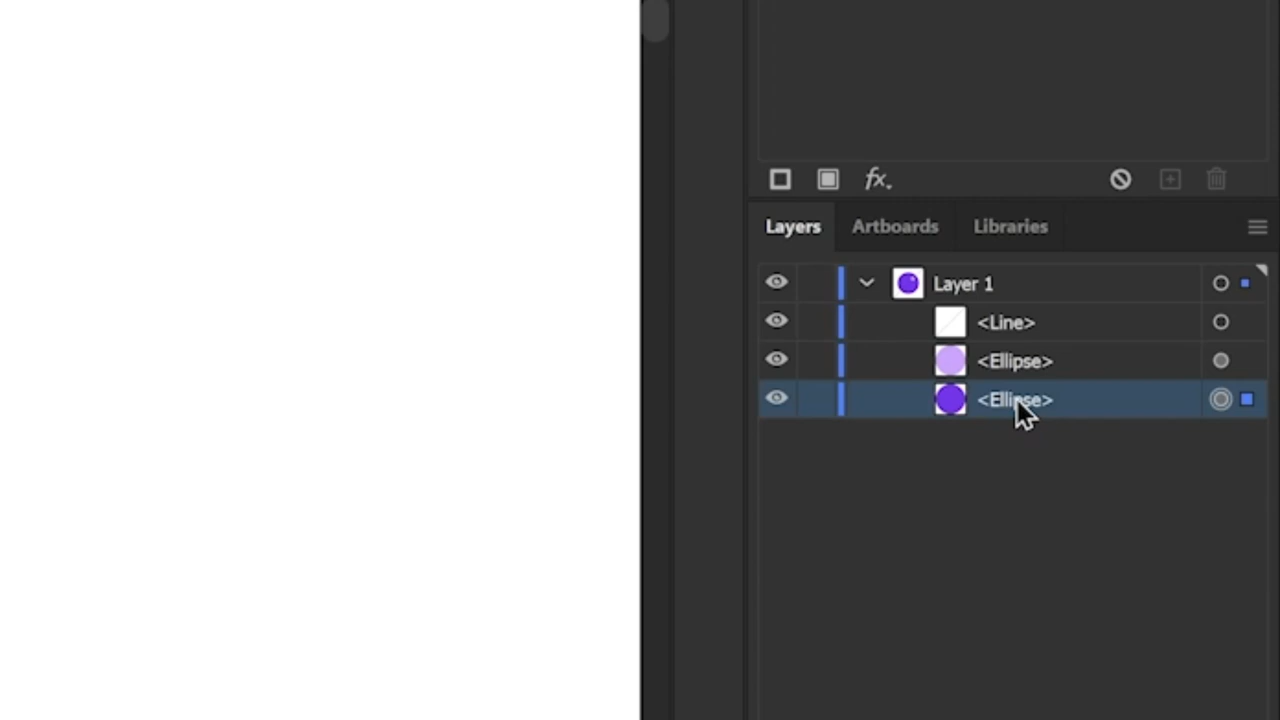 fx.
Layers Artboards Libraries
Layer 1
<Line>
<Ellipse>
<Ellipse>